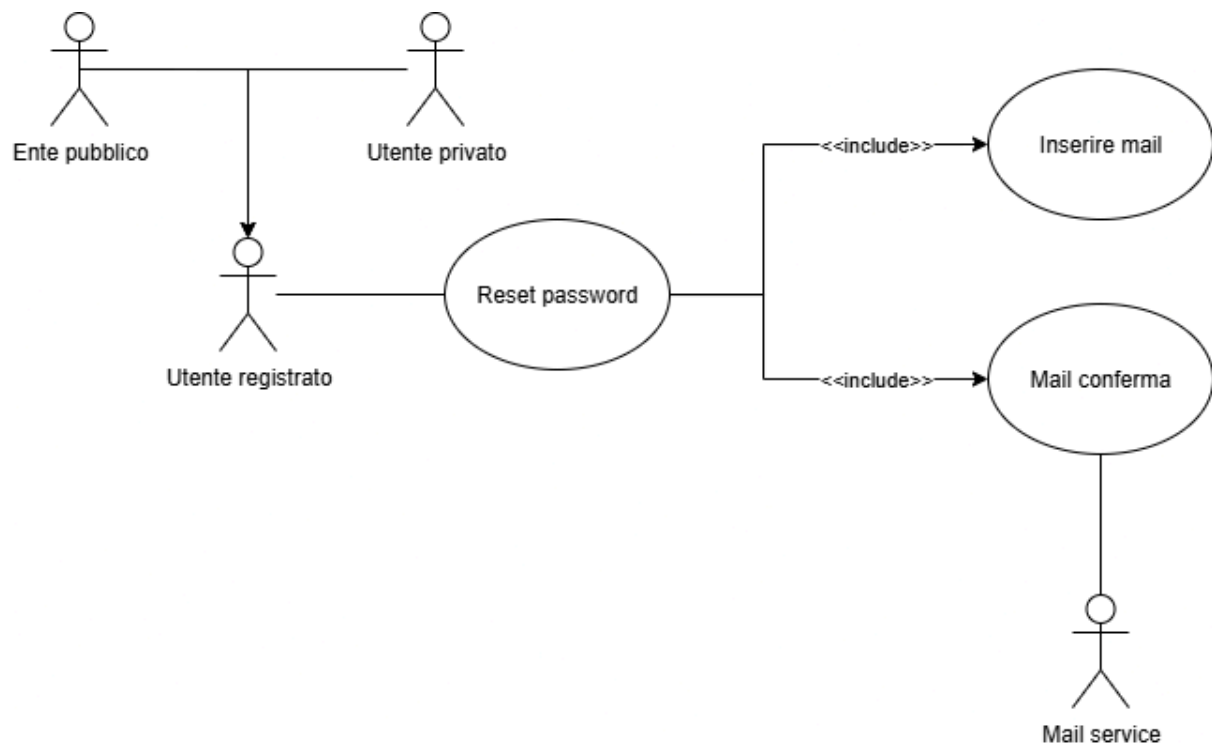 Ente pubblico
Utente privato
<<include>>
Inserire mail
Reset password
Utente registrato
<<include>>
Mail conferma
Mail service